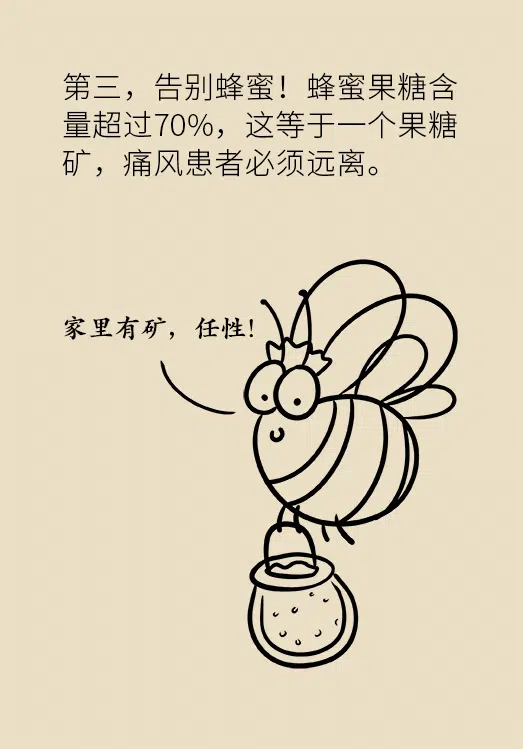 第三，告别蜂蜜！蜂蜜果糖含
量超过70%，这等于一个果糖
矿，痛风患者必须远离。
家里有矿，任性!